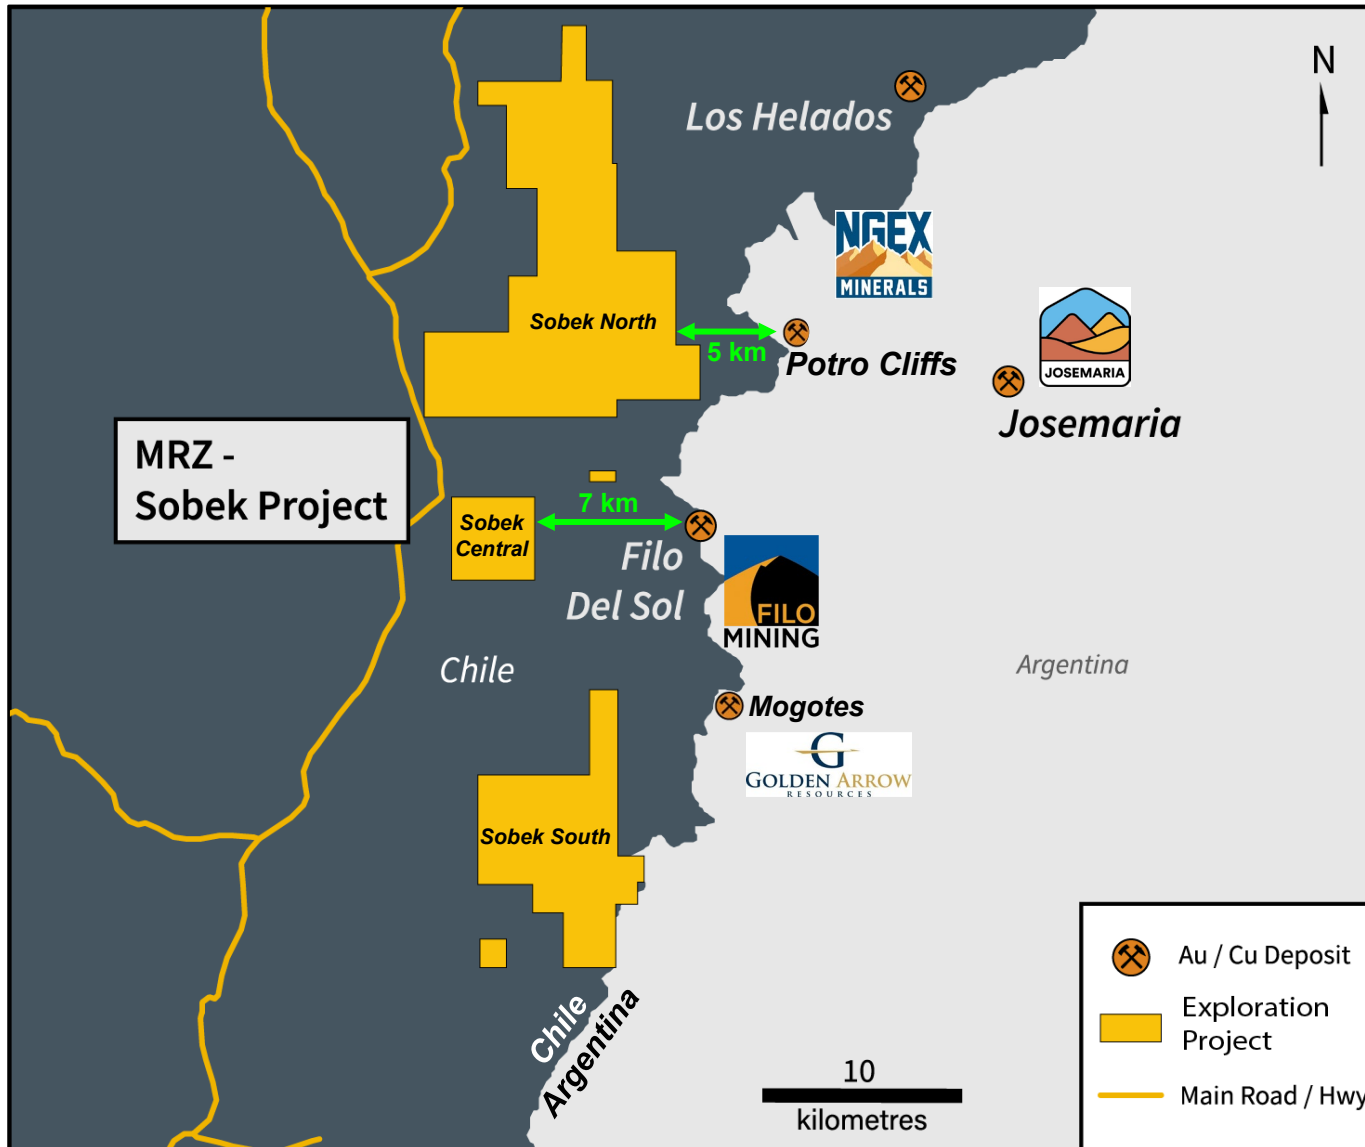 N
Los Helados
NGEX
MINERALS
JOSEMARIA
Sobek North
5 km
Potro Cliffs
Josemaria
MRZ -
Sobek Project
7 km
Sobek
Central
Filo
Del Sol
FILO
MINING
Chile
Argentina
Mogotes
G
GOLDEN ARROW
RESOURCES
Sobek South
Chile
Argentina
10
kilometres
Au / Cu Deposit
Exploration
Project
Main Road / Hwy